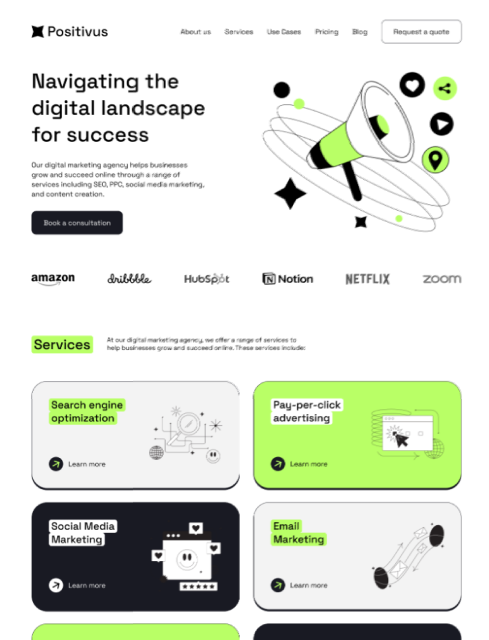 Positivus
About us
Services
Use Cases
Pricing
Blog
Request a quote
Navigating the
digital landscape
for success
Our digital marketing agency helps businesses
grow and succeed online through a range of
services including SEO, PPC, social media marketing,
and content creation.
Book a consultation
amazon
dribbble
HubSpot
Notion
NETFLIX
zoom
Services
At our digital marketing agency, we offer a range of services to
help businesses grow and succeed online. These services include:
Search engine
optimization
Learn more
Pay-per-click
advertising
Learn more
Social Media
Marketing
Learn more
Email
Marketing
Learn more